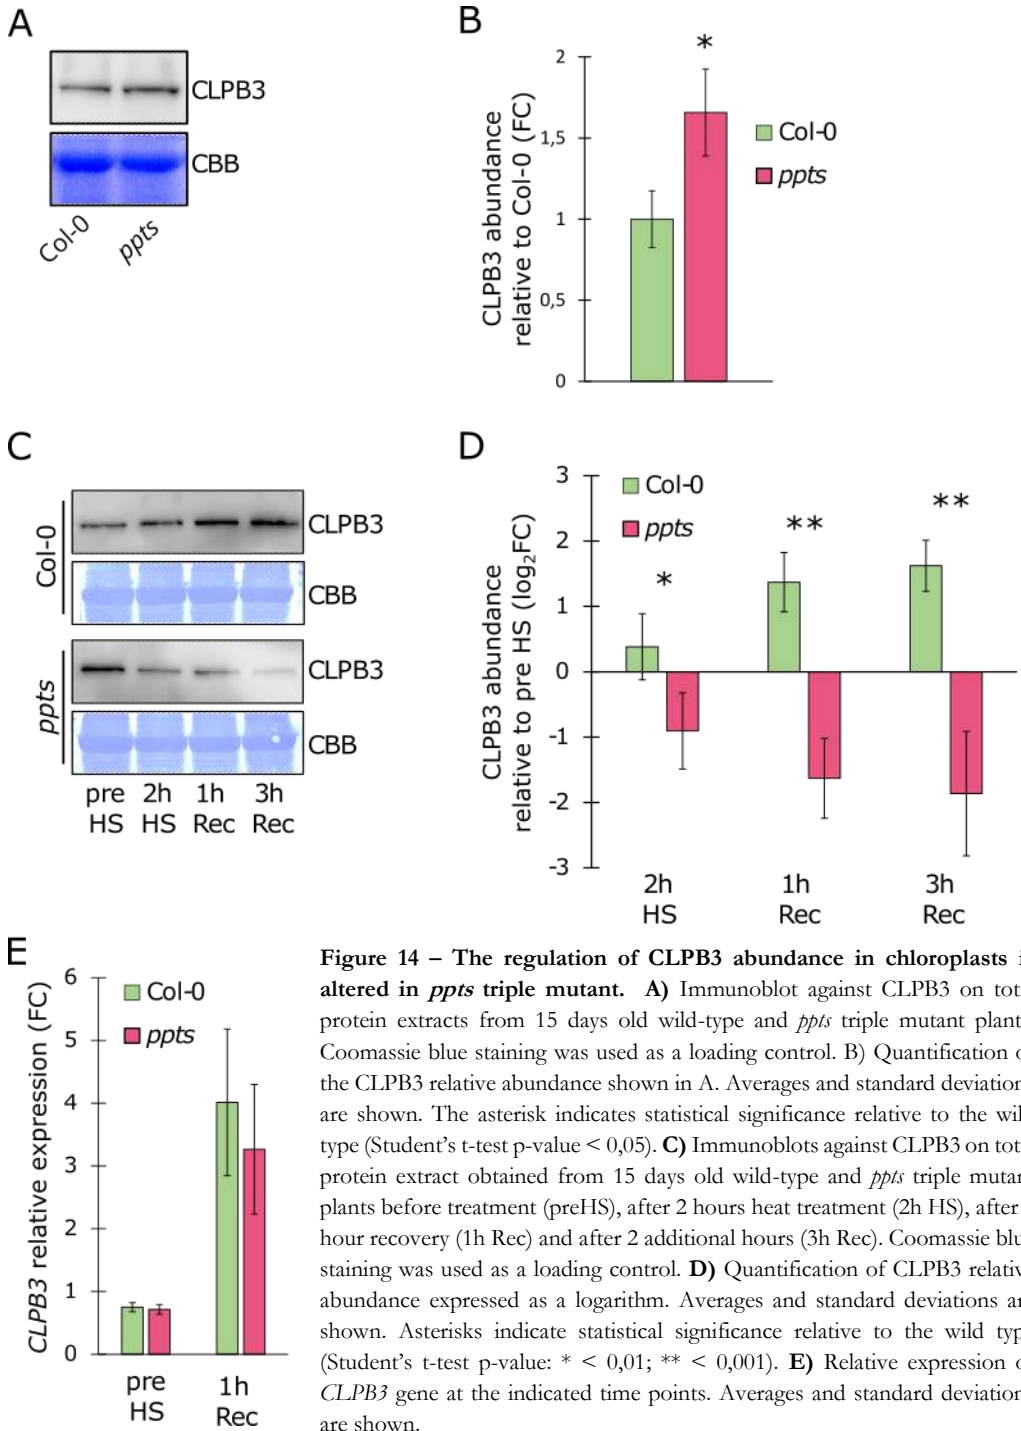 A
CLPB3
CBB
Col-0
ppts
B
CLPB3 abundance
relative to Col-0 (FC)
2
1,5
1
0,5
0
*
Col-0
ppts
C
Col-0
CLPB3
CBB
ppts
CLPB3
CBB
pre 2h 1h 3h
HS HS Rec Rec
D
CLPB3 abundance
relative to pre HS (log₂FC)
3
2
1
0
-1
-2
-3
Col-0
ppts
*
**
**
2h 1h 3h
HS Rec Rec
E
CLPB3 relative expression (FC)
6
5
4
3
2
1
0
Col-0
ppts
pre 1h
HS Rec
Figure 14 – The regulation of CLPB3 abundance in chloroplasts
altered in ppts triple mutant. A) Immunoblot against CLPB3 on
protein extracts from 15 days old wild-type and ppts triple mutant
Coomassie blue staining was used as a loading control. B) Quantification
the CLPB3 relative abundance shown in A. Averages and standard
are shown. The asterisk indicates statistical significance relative to the
type (Student's t-test p-value < 0,05). C) Immunoblots against CLPB3 on
protein extract obtained from 15 days old wild-type and ppts triple
plants before treatment (preHS), after 2 hours heat treatment (2h HS), after
hour recovery (1h Rec) and after 2 additional hours (3h Rec). Coomassie
staining was used as a loading control. D) Quantification of CLPB3
abundance expressed as a logarithm. Averages and standard deviations
shown. Asterisks indicate statistical significance relative to the wild
(Student's t-test p-value: * < 0,01; ** < 0,001). E) Relative expression
CLPB3 gene at the indicated time points. Averages and standard
are shown.